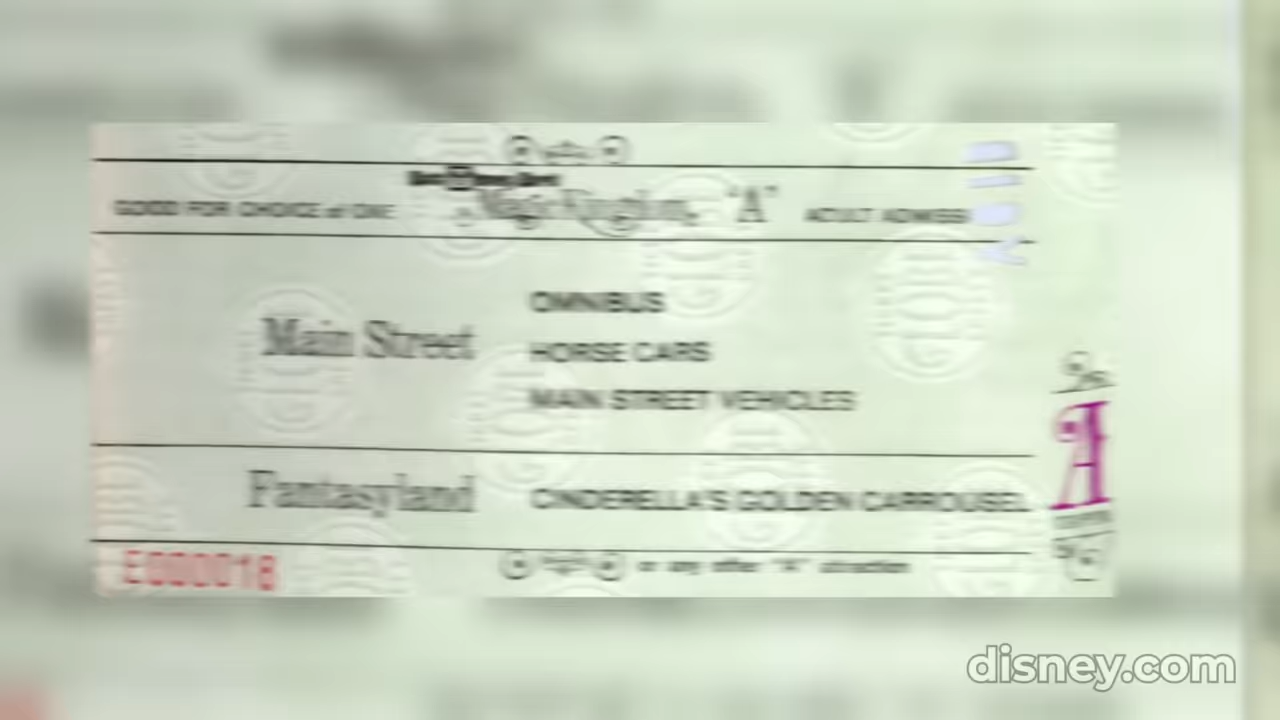 GOOD FOR CHOICE of ONE Magic Kingdom "A" ADULT ADMISS
Main Street
OMNIBUS
HORSE CARS
MAIN STREET VEHICLES
Fantasyland CINDERELLA'S GOLDEN CARROUSEL
A
E000018 or any other "A" attraction
disney.com